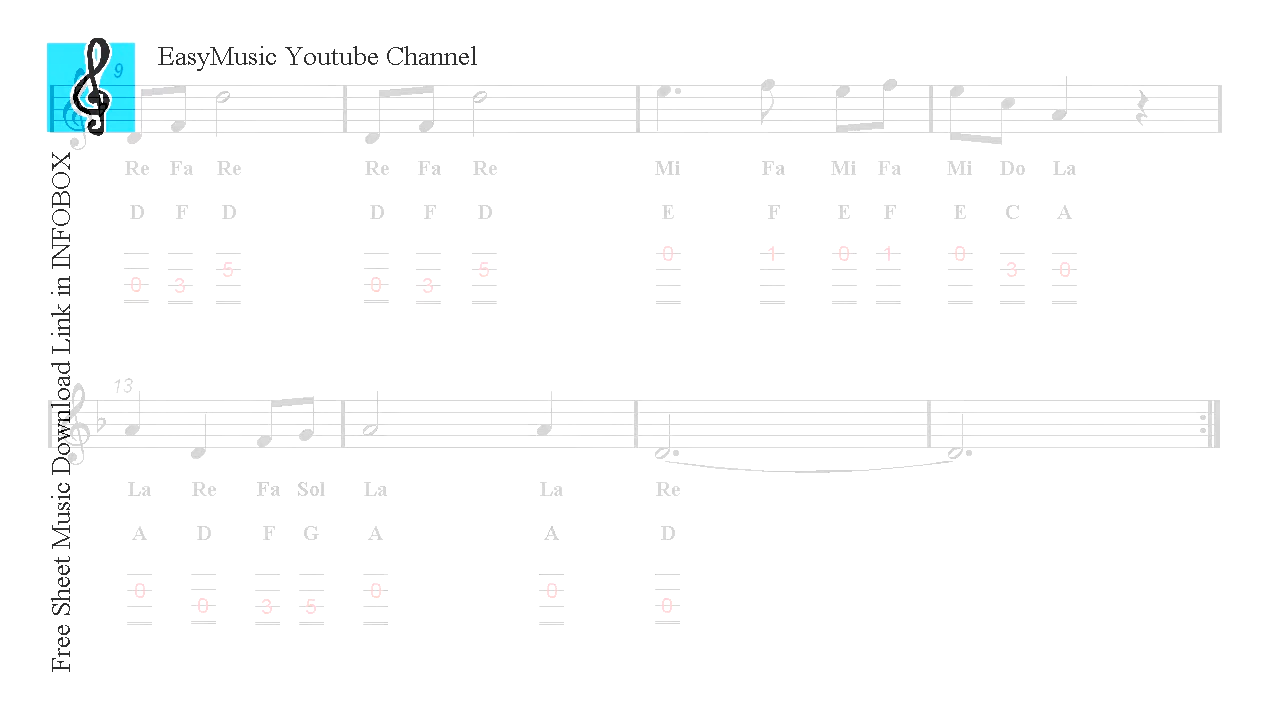 EasyMusic Youtube Channel
Free Sheet Music Download Link in INFOBOX
9
Re Fa Re Re Fa Re Mi Fa Mi Fa Mi Do La
D F D D F D E F E F E C A
0 3 5 0 3 5 0 1 0 1 0 3 0
13
La Re Fa Sol La La Re
A D F G A A D
0 0 3 5 0 0 0